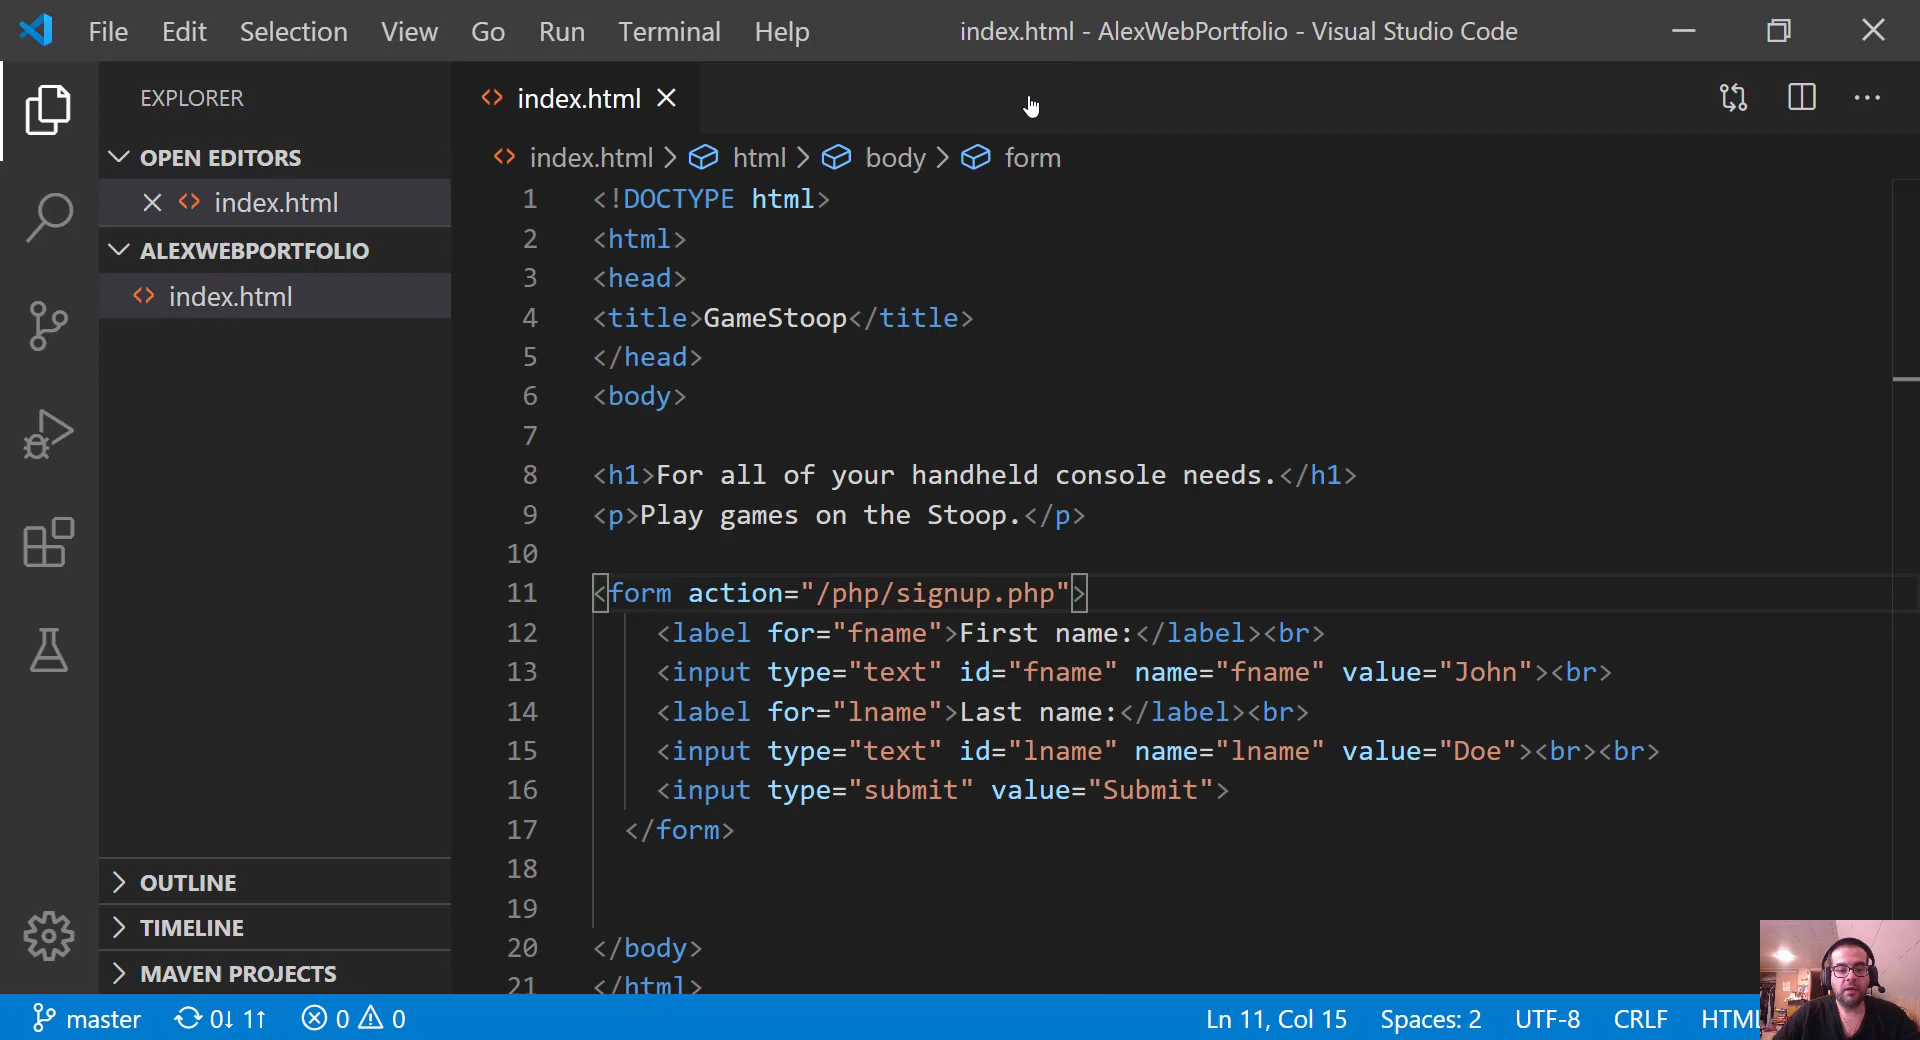 File Edit Selection View Go Run Terminal Help index.html - AlexWebPortfolio - Visual Studio Code
EXPLORER
OPEN EDITORS
index.html
ALEXWEBPORTFOLIO
index.html
OUTLINE
TIMELINE
MAVEN PROJECTS
index.html
index.html > html > body > form
1 <!DOCTYPE html>
2 <html>
3 <head>
4 <title>GameStoop</title>
5 </head>
6 <body>
7
8 <h1>For all of your handheld console needs.</h1>
9 <p>Play games on the Stoop.</p>
10
11 <form action="/php/signup.php">
12 <label for="fname">First name:</label><br>
13 <input type="text" id="fname" name="fname" value="John"><br>
14 <label for="lname">Last name:</label><br>
15 <input type="text" id="lname" name="lname" value="Doe"><br><br>
16 <input type="submit" value="Submit">
17 </form>
18
19
20 </body>
21 </html>
master 0↓ 1↑ 0 0 Ln 11, Col 15 Spaces: 2 UTF-8 CRLF HTML